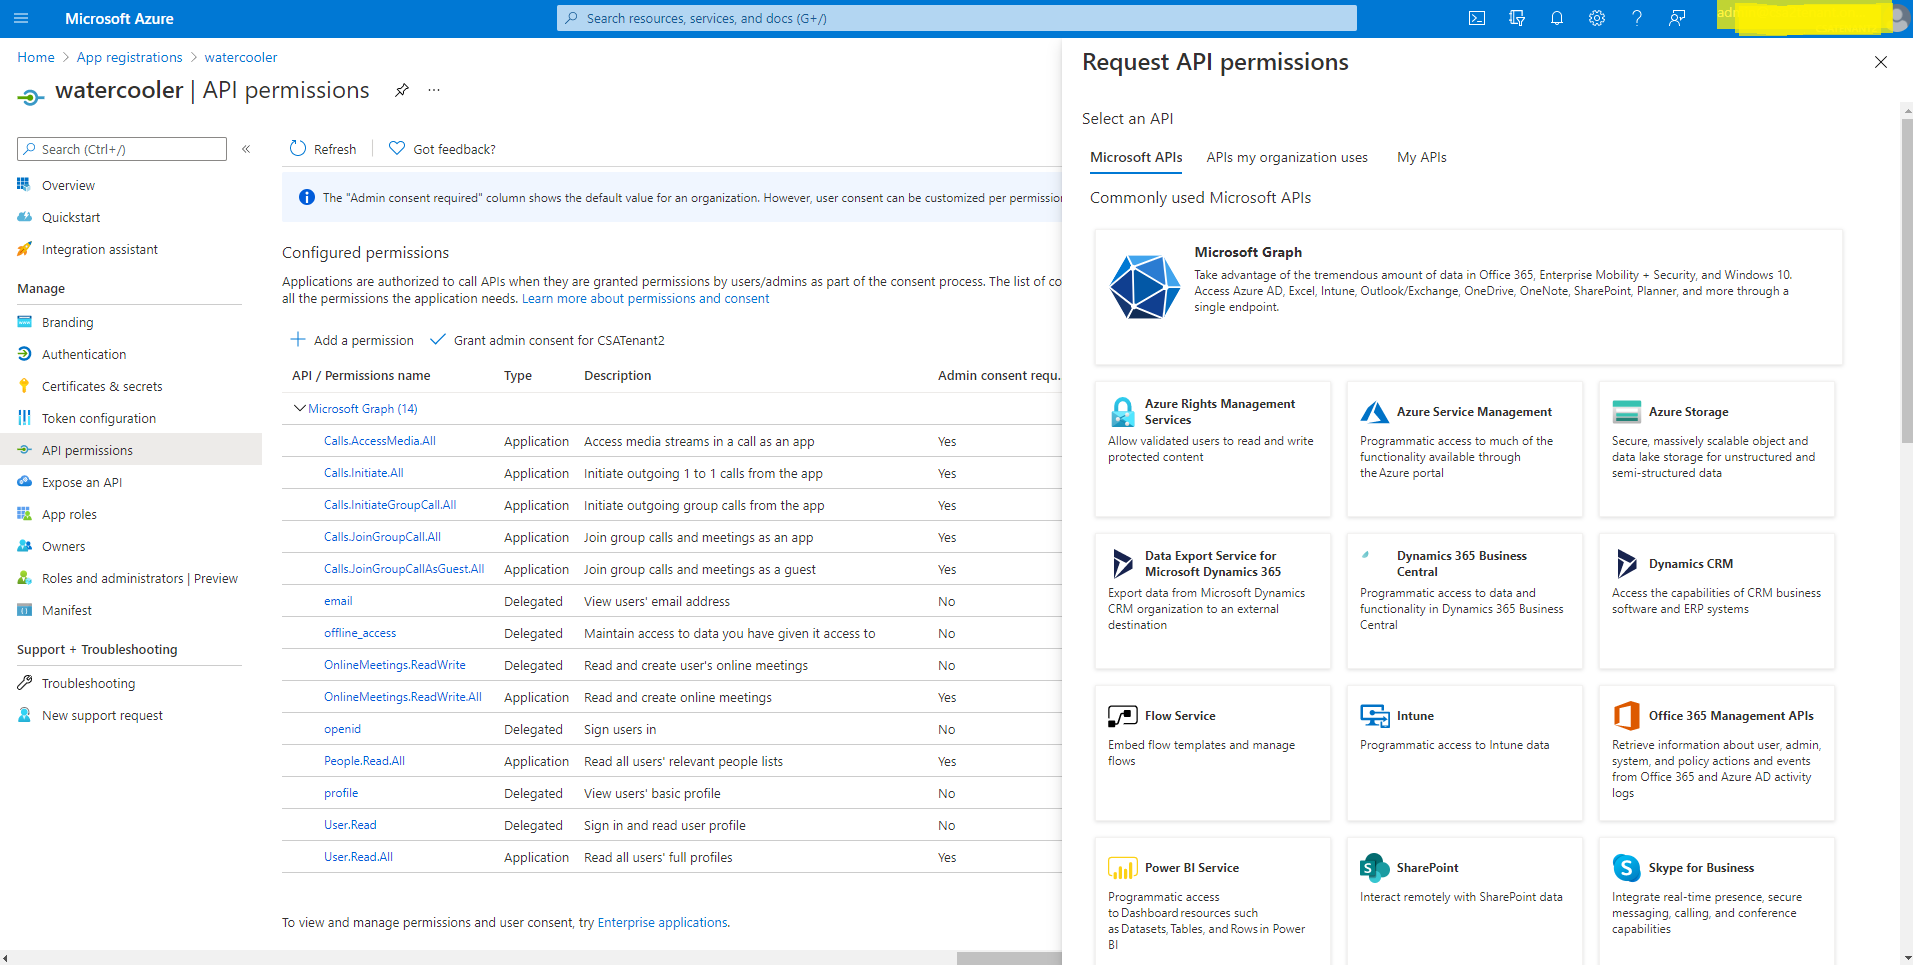 Microsoft Azure
Search resources, services, and docs (G+/)
Home > App registrations > watercooler
watercooler | API permissions
Search (Ctrl+/)
Overview
Quickstart
Integration assistant
Manage
Branding
Authentication
Certificates & secrets
Token configuration
API permissions
Expose an API
App roles
Owners
Roles and administrators | Preview
Manifest
Support + Troubleshooting
Troubleshooting
New support request
Refresh
Got feedback?
The "Admin consent required" column shows the default value for an organization. However, user consent can be customized per permissio
Configured permissions
Applications are authorized to call APIs when they are granted permissions by users/admins as part of the consent process. The list of co
all the permissions the application needs. Learn more about permissions and consent
Add a permission
Grant admin consent for CSATenant2
API / Permissions name Type Description Admin consent requ.
Microsoft Graph (14)
Calls.AccessMedia.All Application Access media streams in a call as an app Yes
Calls.Initiate.All Application Initiate outgoing 1 to 1 calls from the app Yes
Calls.InitiateGroupCall.All Application Initiate outgoing group calls from the app Yes
Calls.JoinGroupCall.All Application Join group calls and meetings as an app Yes
Calls.JoinGroupCallAsGuest.All Application Join group calls and meetings as a guest Yes
email Delegated View users' email address No
offline_access Delegated Maintain access to data you have given it access to No
OnlineMeetings.ReadWrite Delegated Read and create user's online meetings No
OnlineMeetings.ReadWrite.All Application Read and create online meetings Yes
openid Delegated Sign users in No
People.Read.All Application Read all users' relevant people lists Yes
profile Delegated View users' basic profile No
User.Read Delegated Sign in and read user profile No
User.Read.All Application Read all users' full profiles Yes
To view and manage permissions and user consent, try Enterprise applications.
Request API permissions
Select an API
Microsoft APIs
APIs my organization uses
My APIs
Commonly used Microsoft APIs
Microsoft Graph
Take advantage of the tremendous amount of data in Office 365, Enterprise Mobility + Security, and Windows 10.
Access Azure AD, Excel, Intune, Outlook/Exchange, OneDrive, OneNote, SharePoint, Planner, and more through a
single endpoint.
Azure Rights Management
Services
Allow validated users to read and write
protected content
Azure Service Management
Programmatic access to much of the
functionality available through
the Azure portal
Azure Storage
Secure, massively scalable object and
data lake storage for unstructured and
semi-structured data
Data Export Service for
Microsoft Dynamics 365
Export data from Microsoft Dynamics
CRM organization to an external
destination
Dynamics 365 Business
Central
Programmatic access to data and
functionality in Dynamics 365 Business
Central
Dynamics CRM
Access the capabilities of CRM business
software and ERP systems
Flow Service
Embed flow templates and manage
flows
Intune
Programmatic access to Intune data
Office 365 Management APIs
Retrieve information about user, admin,
system, and policy actions and events
from Office 365 and Azure AD activity
logs
Power BI Service
Programmatic access
to Dashboard resources such
as Datasets, Tables, and Rows in Power
BI
SharePoint
Interact remotely with SharePoint data
Skype for Business
Integrate real-time presence, secure
messaging, calling, and conference
capabilities